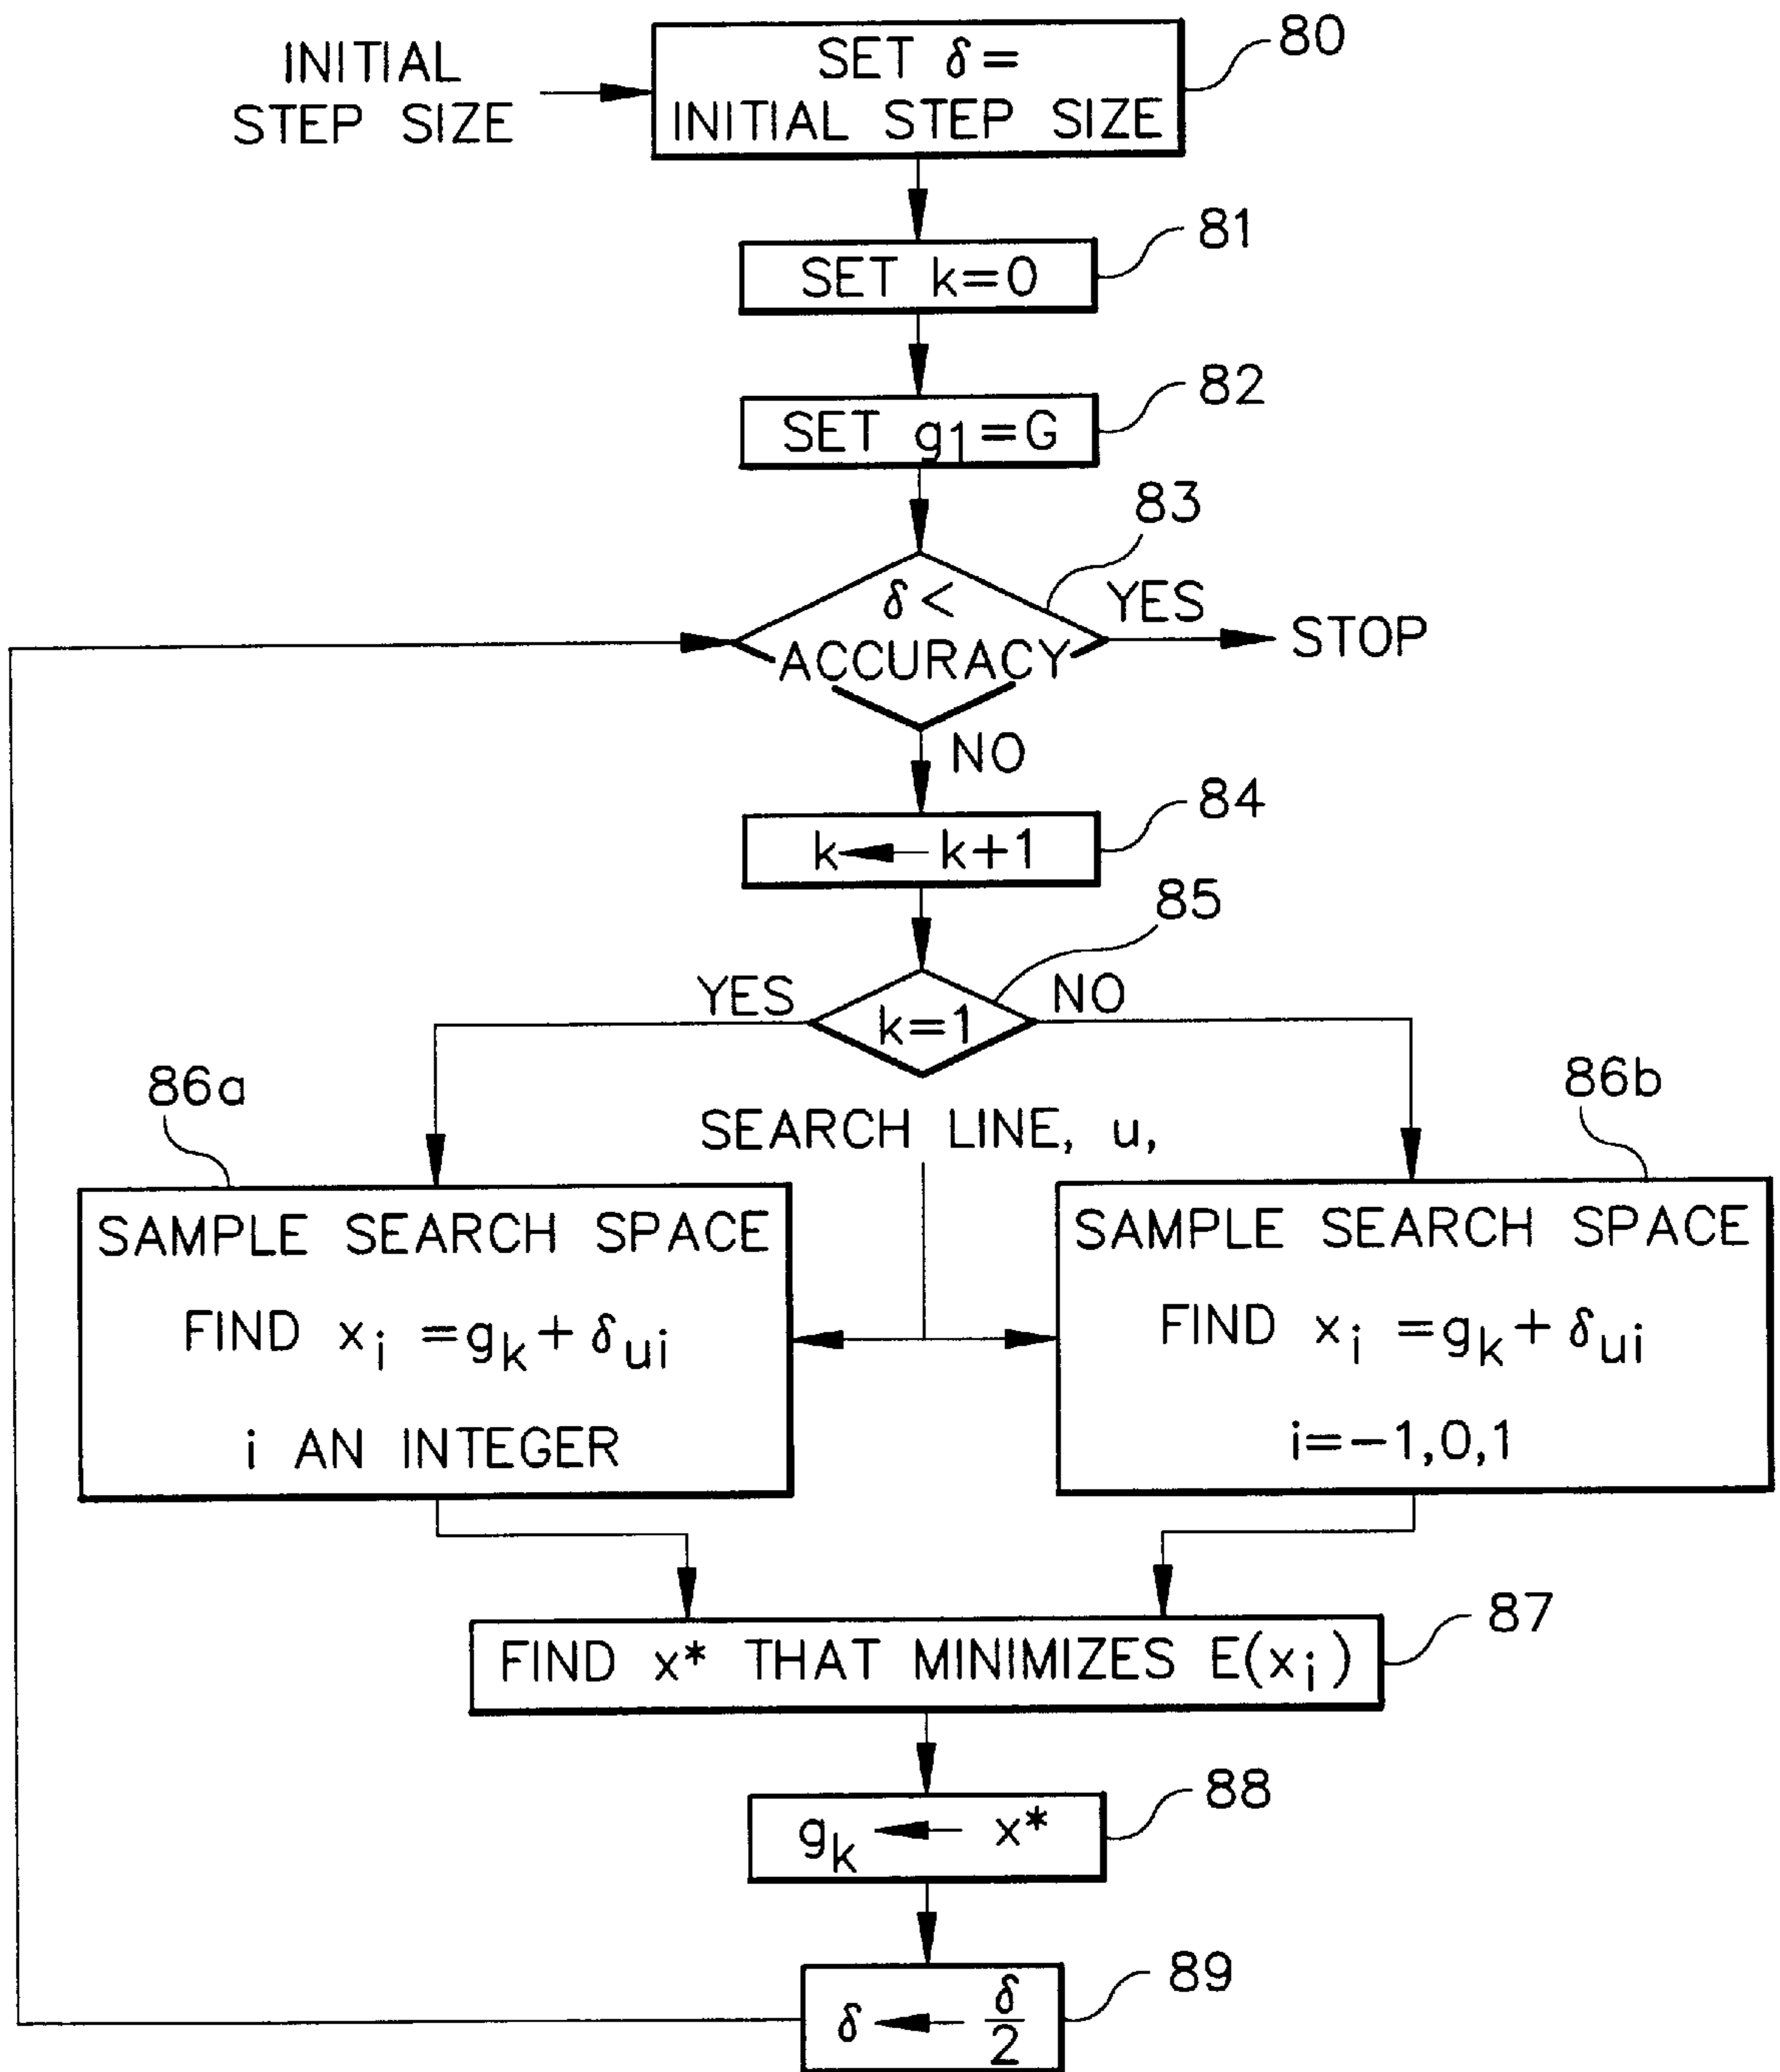 INITIAL
STEP SIZE
SET δ =
INITIAL STEP SIZE
80
SET k=0
81
SET g1=G
82
δ <
ACCURACY
83
YES
STOP
NO
k ← k+1
84
k=1
85
YES
NO
86a
86b
SEARCH LINE, u,
SAMPLE SEARCH SPACE
FIND xi =gk + δui
i AN INTEGER
SAMPLE SEARCH SPACE
FIND xi =gk + δui
i=-1,0,1
FIND x* THAT MINIMIZES E(xi)
87
gk ← x*
88
δ ← δ/2
89